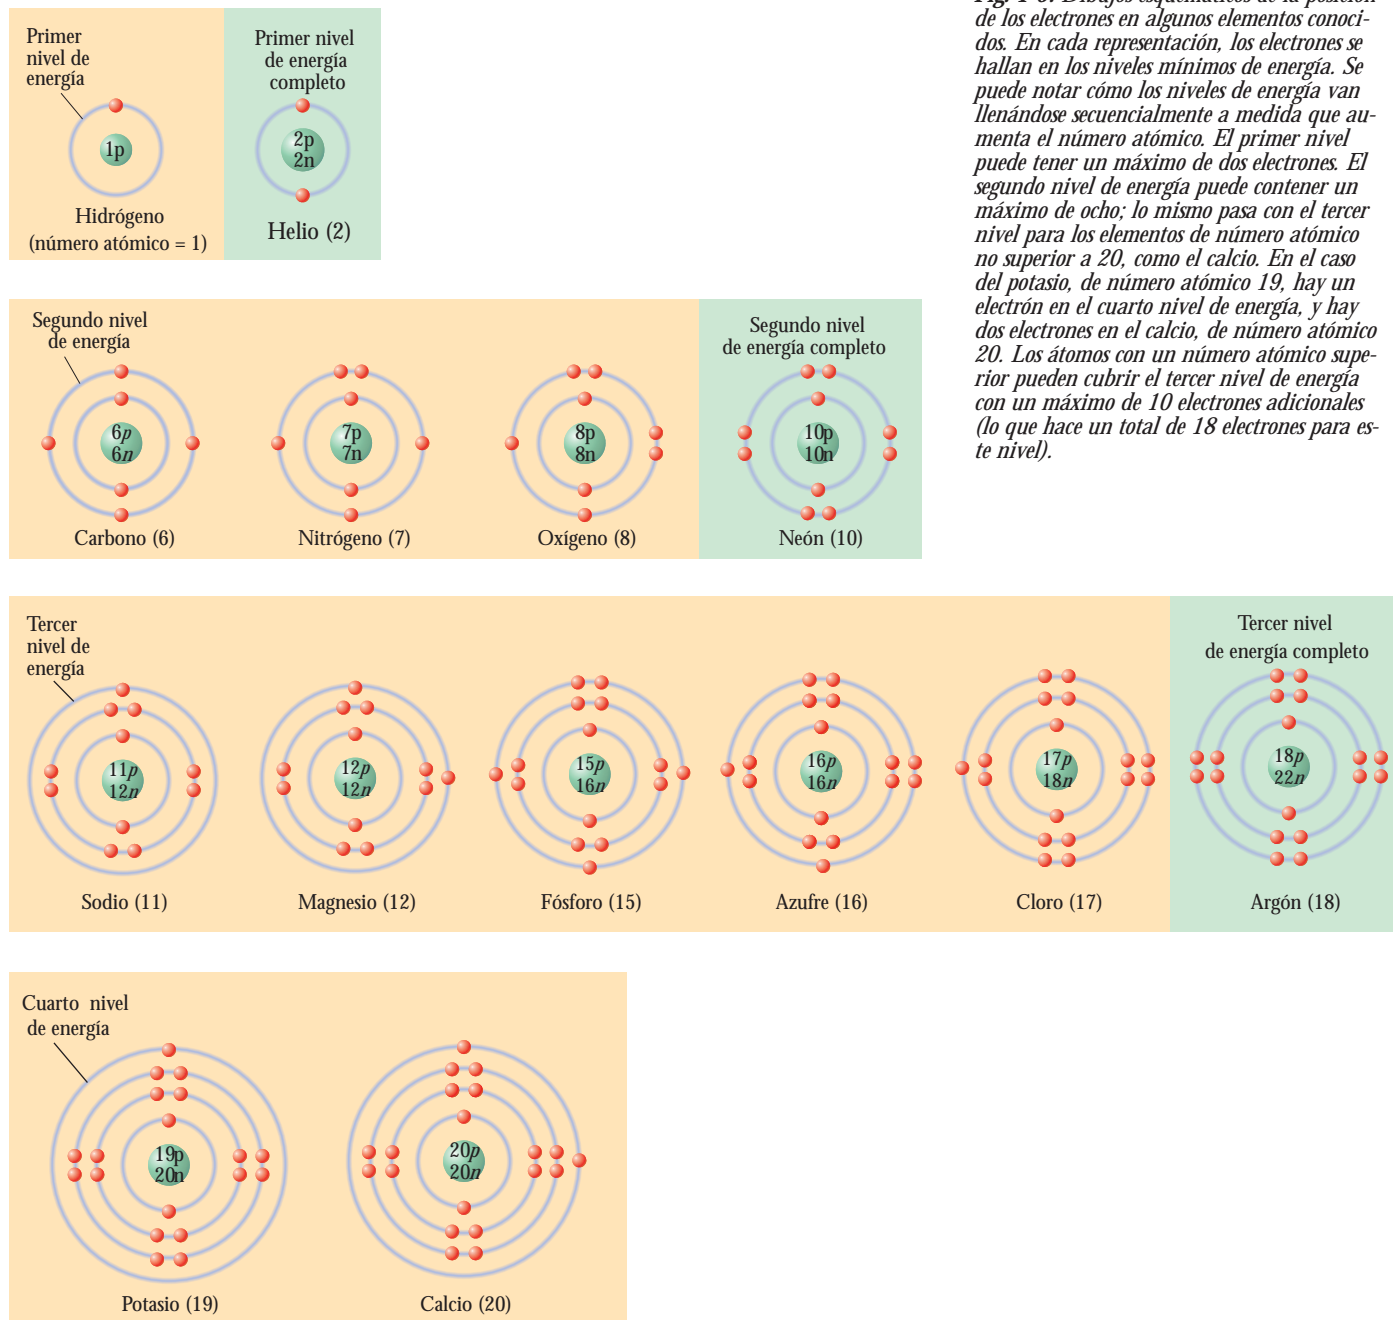 Primer
nivel de
energía
1p
Hidrógeno
(número atómico = 1)
Primer nivel
de energía
completo
2p
2n
Helio (2)
Fig. 1-6. Dibujos esquemáticos de la posición
de los electrones en algunos elementos conoci-
dos. En cada representación, los electrones se
hallan en los niveles mínimos de energía. Se
puede notar cómo los niveles de energía van
llenándose secuencialmente a medida que au-
menta el número atómico. El primer nivel
puede tener un máximo de dos electrones. El
segundo nivel de energía puede contener un
máximo de ocho; lo mismo pasa con el tercer
nivel para los elementos de número atómico
no superior a 20, como el calcio. En el caso
del potasio, de número atómico 19, hay un
electrón en el cuarto nivel de energía, y hay
dos electrones en el calcio, de número atómico
20. Los átomos con un número atómico supe-
rior pueden cubrir el tercer nivel de energía
con un máximo de 10 electrones adicionales
(lo que hace un total de 18 electrones para es-
te nivel).
Segundo nivel
de energía
6p
6n
Carbono (6)
7p
7n
Nitrógeno (7)
8p
8n
Oxígeno (8)
Segundo nivel
de energía completo
10p
10n
Neón (10)
Tercer
nivel de
energía
11p
12n
Sodio (11)
12p
12n
Magnesio (12)
15p
16n
Fósforo (15)
16p
16n
Azufre (16)
17p
18n
Cloro (17)
Tercer nivel
de energía completo
18p
22n
Argón (18)
Cuarto nivel
de energía
19p
20n
Potasio (19)
20p
20n
Calcio (20)